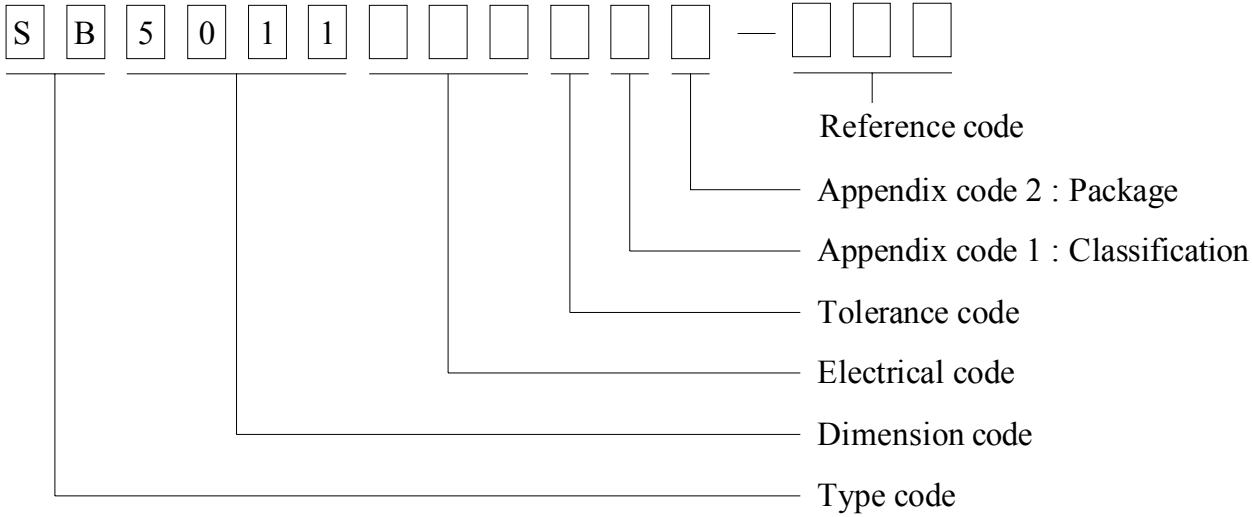 S B 5 0 1 1 —
Reference code
Appendix code 2 : Package
Appendix code 1 : Classification
Tolerance code
Electrical code
Dimension code
Type code